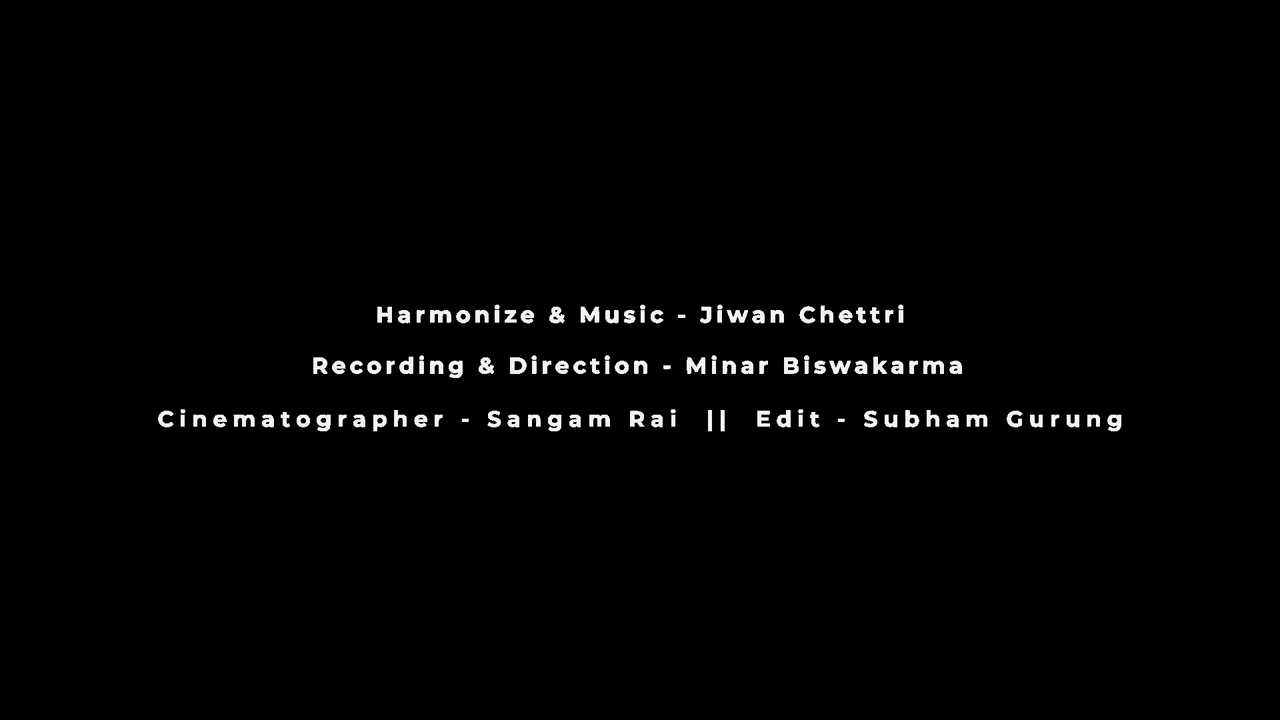 Harmonize & Music - Jiwan Chettri
Recording & Direction - Minar Biswakarma
Cinematographer - Sangam Rai || Edit - Subham Gurung